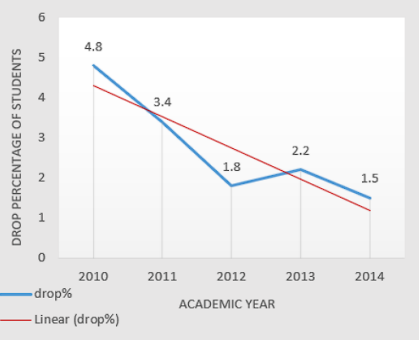 DROP PERCENTAGE OF STUDENTS
6
5
4
3
2
1
0
4.8
3.4
1.8
2.2
1.5
2010 2011 2012 2013 2014
ACADEMIC YEAR
drop%
Linear (drop%)